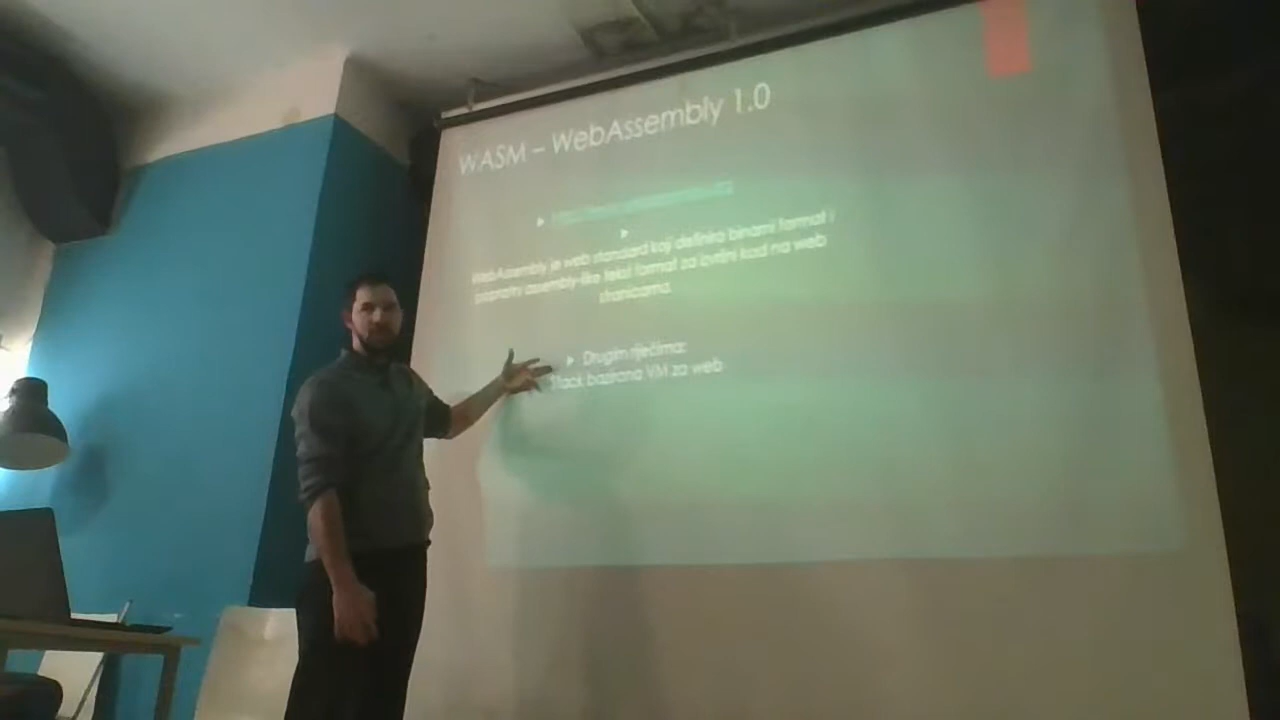 WASM – WebAssembly 1.0
WebAssembly je web standard koji definira binarni format i
assembly-like tekst format za izvršni kod na web
stranicama.
Drugim riječima:
Stack bazirana VM za web